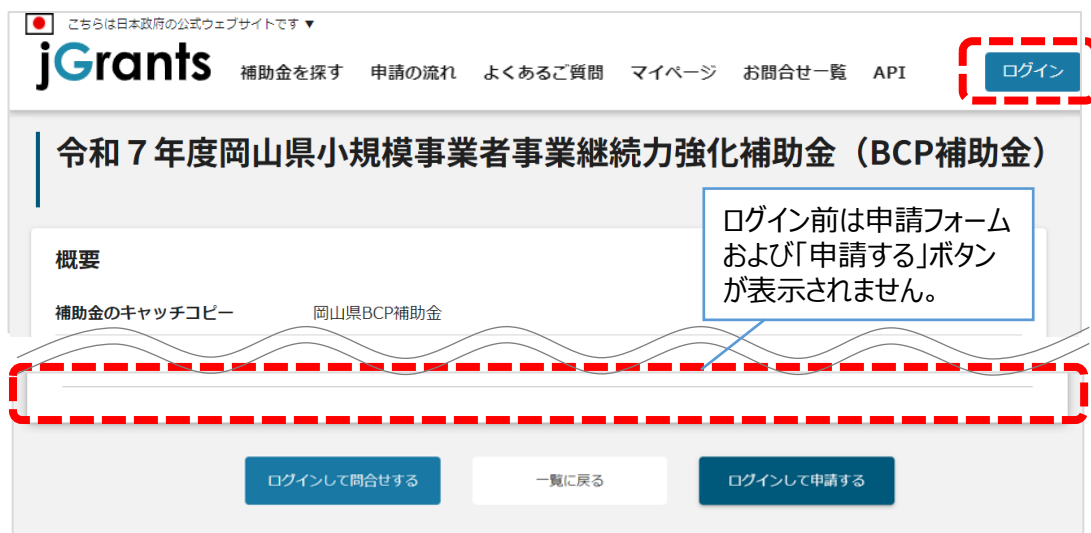 こちらは日本政府の公式ウェブサイトです ▼
jGrants 補助金を探す 申請の流れ よくあるご質問 マイページ お問合せ一覧 API ログイン
令和７年度岡山県小規模事業者事業継続力強化補助金（BCP補助金）
ログイン前は申請フォーム
および「申請する」ボタン
が表示されません。
概要
補助金のキャッチコピー 岡山県BCP補助金
ログインして問合せする 一覧に戻る ログインして申請する